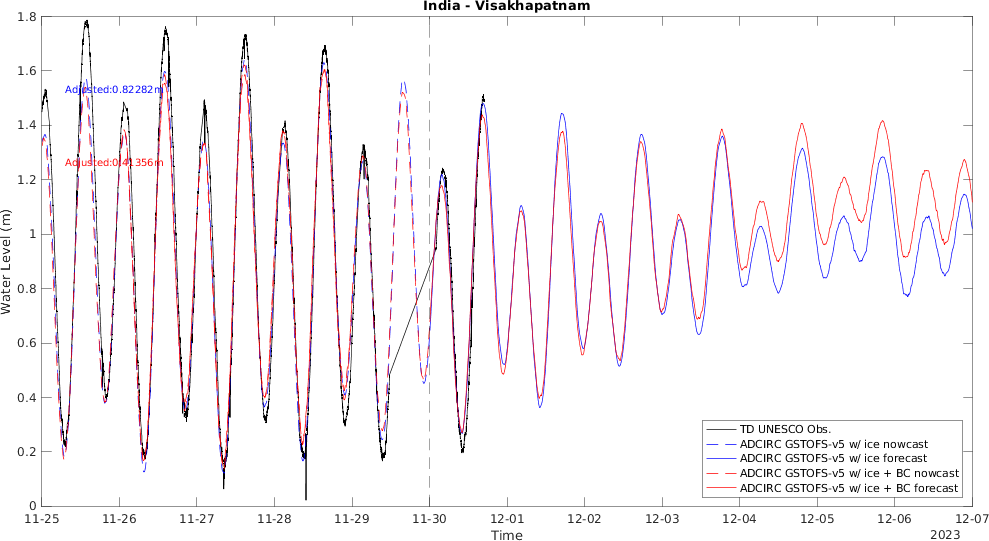 India - Visakhapatnam
Water Level (m)
1.8
1.6
1.4
1.2
1
0.8
0.6
0.4
0.2
0
Adjusted:0.82282m
Adjusted:0.41356m
TD UNESCO Obs.
ADCIRC GSTOFS-v5 w/ ice nowcast
ADCIRC GSTOFS-v5 w/ ice forecast
ADCIRC GSTOFS-v5 w/ ice + BC nowcast
ADCIRC GSTOFS-v5 w/ ice + BC forecast
11-25 11-26 11-27 11-28 11-29 11-30 12-01 12-02 12-03 12-04 12-05 12-06 12-07
Time
2023